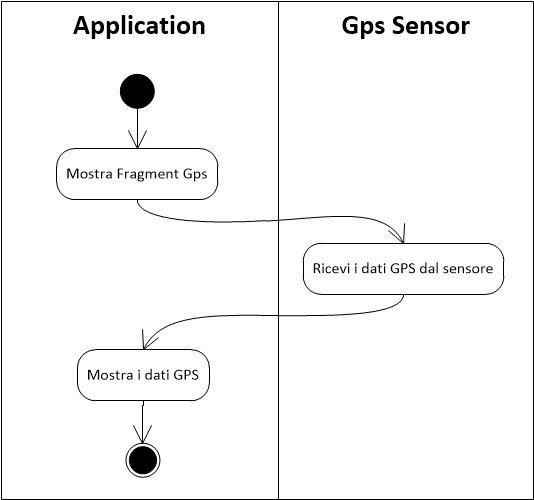 Application
Gps Sensor
Mostra Fragment Gps
Ricevi i dati GPS dal sensore
Mostra i dati GPS